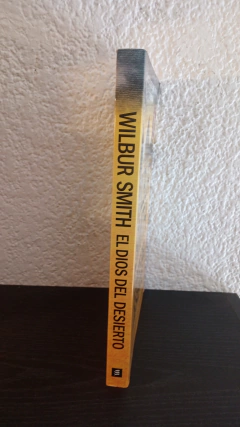 WILBUR SMITH EL DIOS DEL DESIERTO